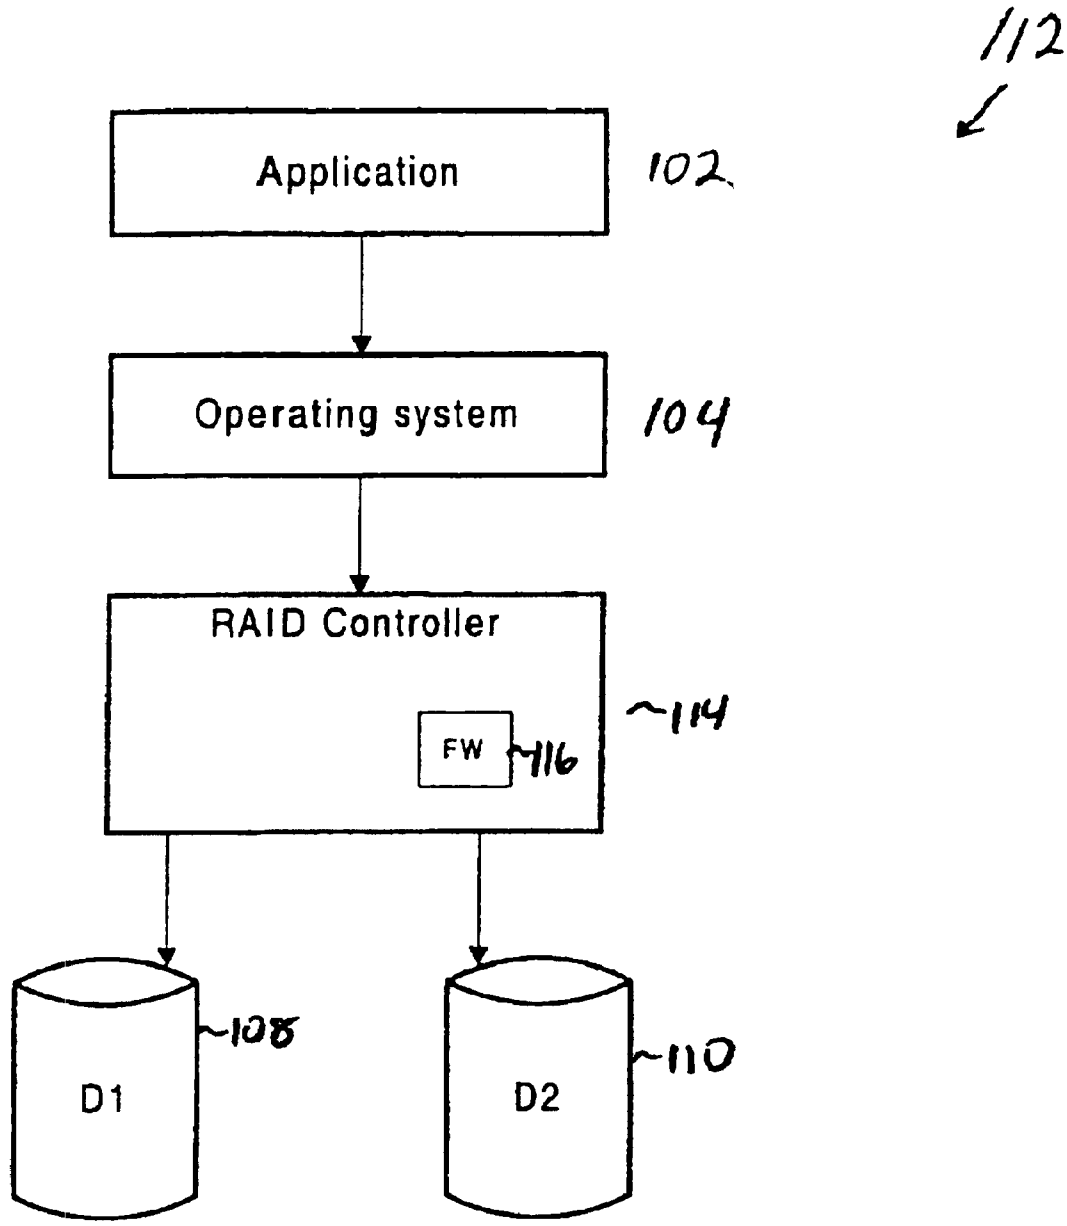 112
Application 102
Operating system 104
RAID Controller
114
FW 116
108
110
D1 D2